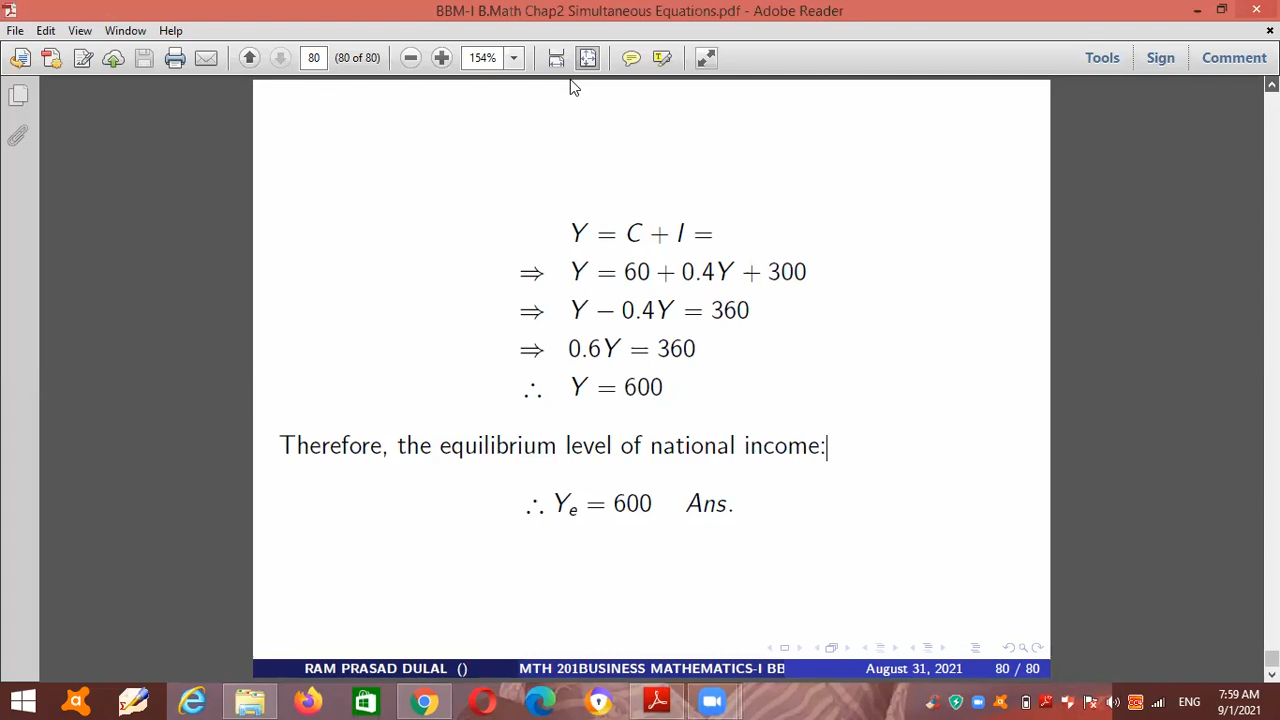 BBM-I B.Math Chap2 Simultaneous Equations.pdf - Adobe Reader
File Edit View Window Help
80 (80 of 80) 154% Tools Sign Comment
Y = C + I =
⇒ Y = 60 + 0.4Y + 300
⇒ Y − 0.4Y = 360
⇒ 0.6Y = 360
∴ Y = 600
Therefore, the equilibrium level of national income:
∴ Yₑ = 600 Ans.
RAM PRASAD DULAL () MTH 201BUSINESS MATHEMATICS-I BB August 31, 2021 80 / 80
ENG 7:59 AM
9/1/2021